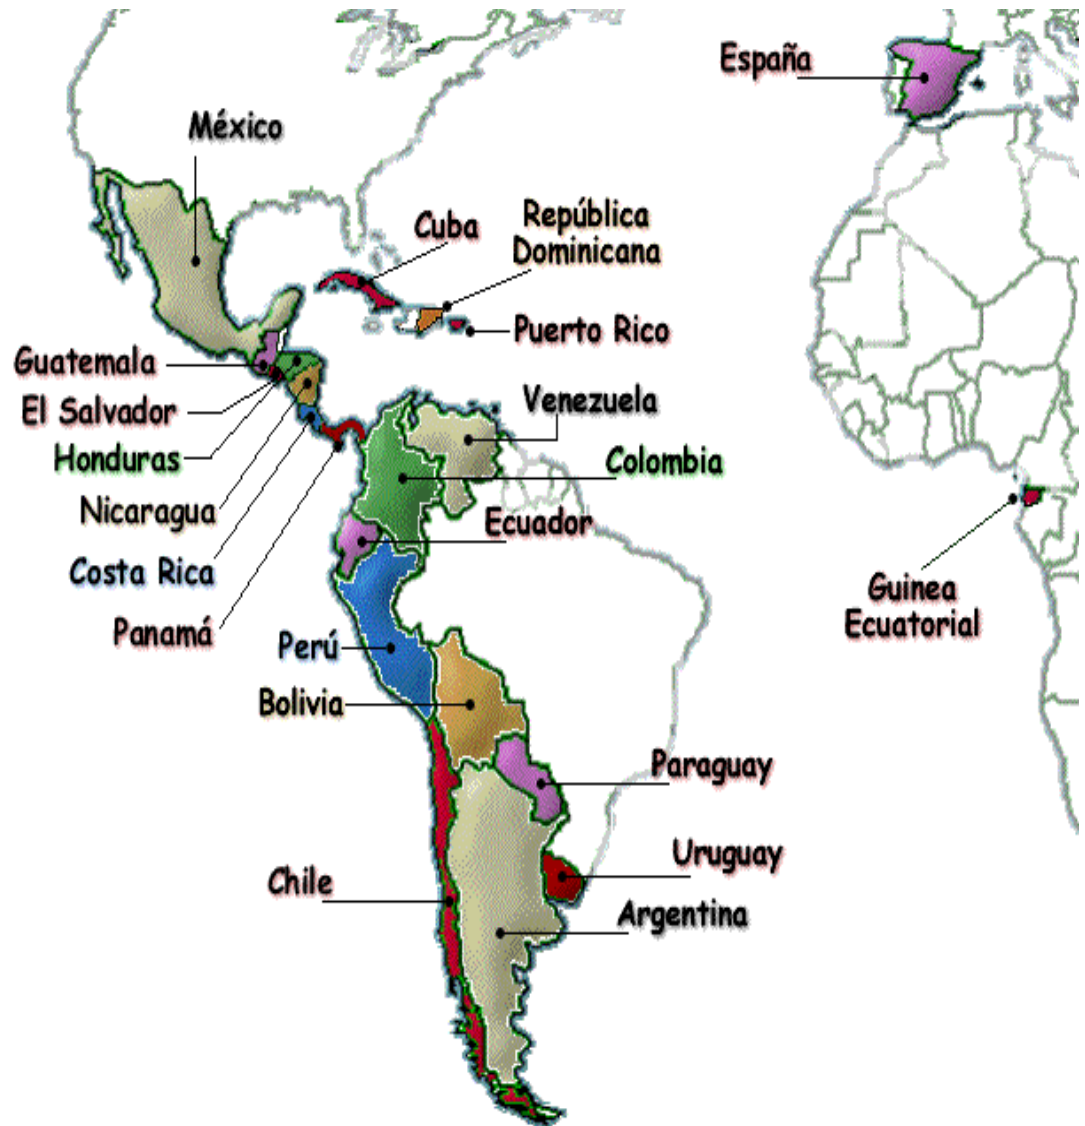 España
México
República
Dominicana
Cuba
Puerto Rico
Guatemala
El Salvador
Venezuela
Honduras
Colombia
Nicaragua
Ecuador
Costa Rica
Guinea
Ecuatorial
Panamá
Perú
Bolivia
Paraguay
Uruguay
Chile
Argentina